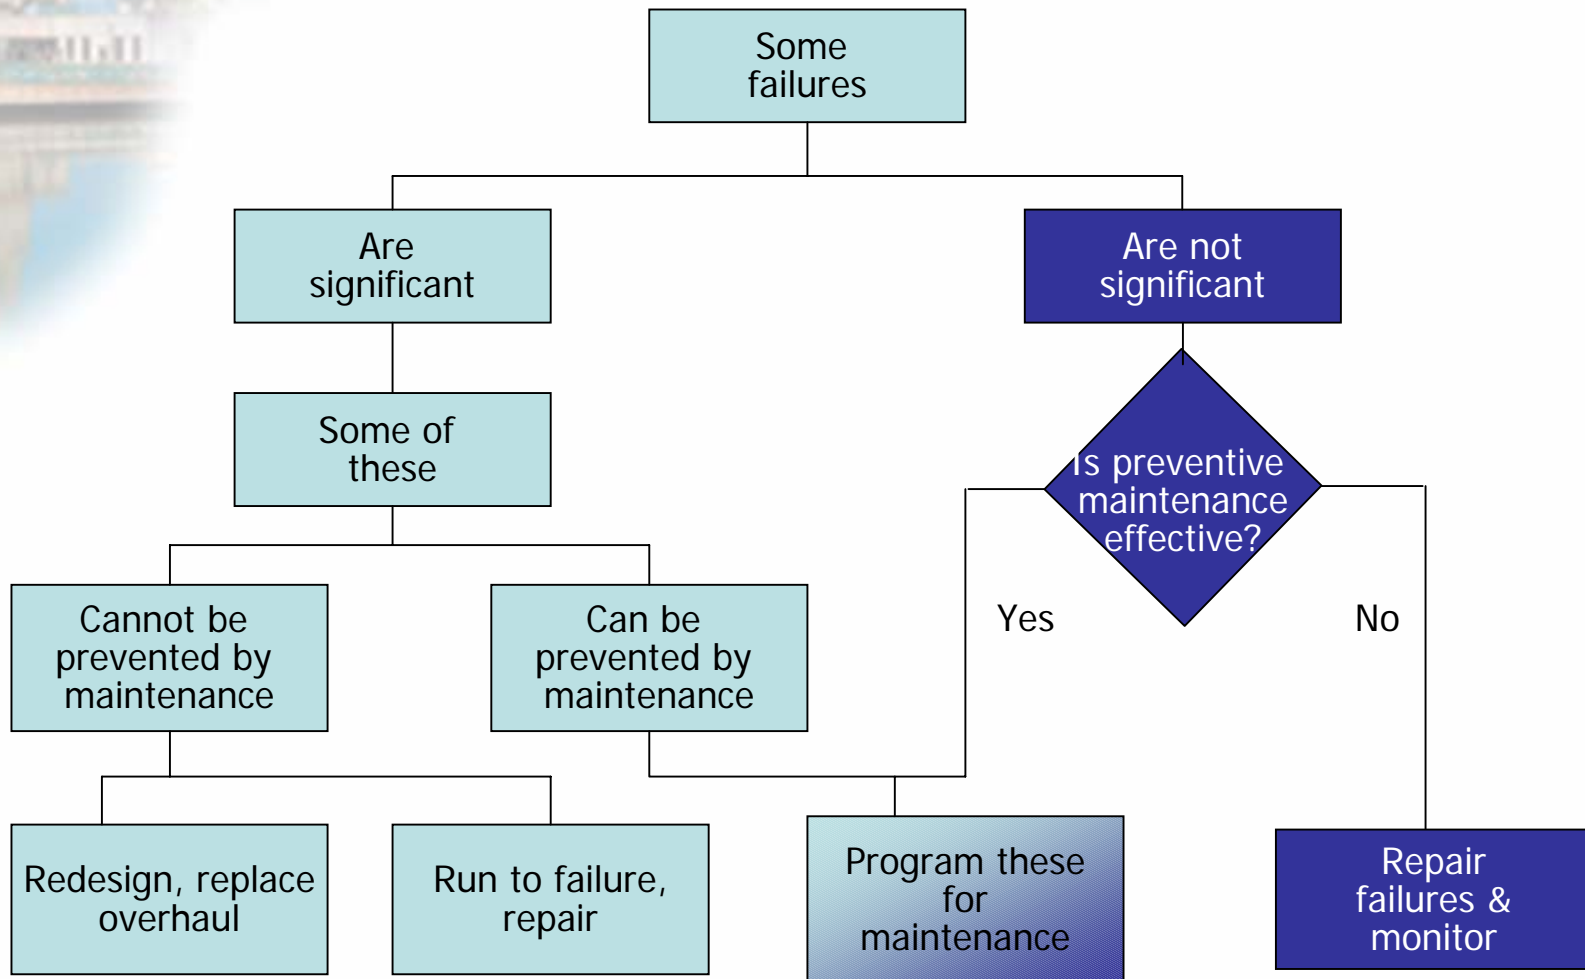 Some
failures
Are
significant
Are not
significant
Some of
these
Is preventive
maintenance
effective?
Yes
No
Cannot be
prevented by
maintenance
Can be
prevented by
maintenance
Redesign, replace
overhaul
Run to failure,
repair
Program these
for
maintenance
Repair
failures &
monitor